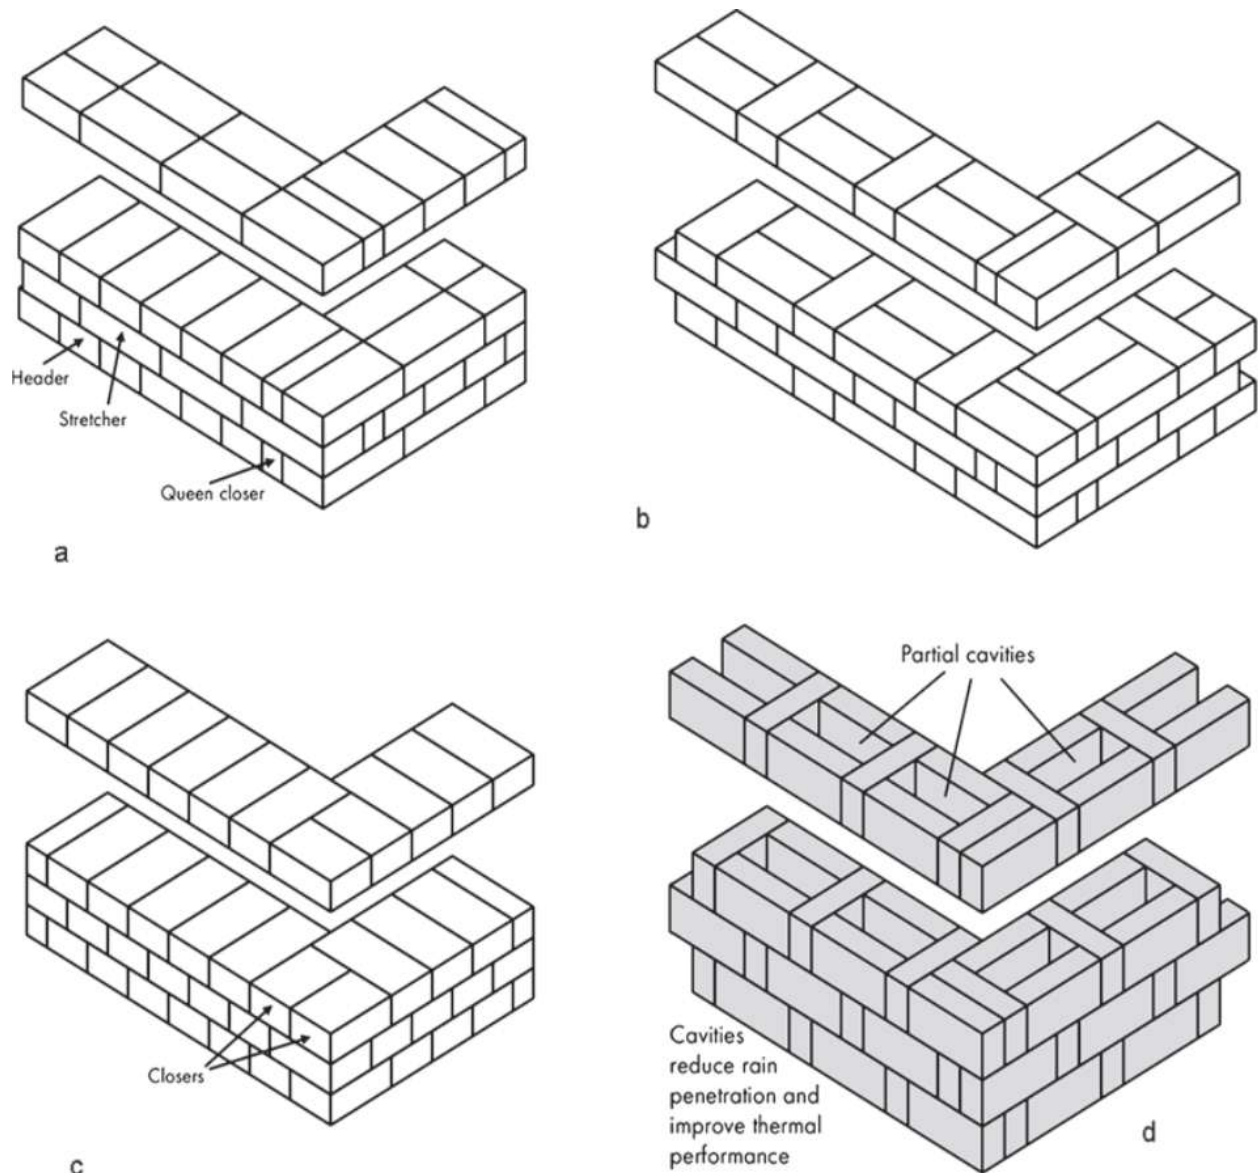 Header
Stretcher
Queen closer
a
b
Partial cavities
Closers
c
Cavities
reduce rain
penetration and
improve thermal
performance
d